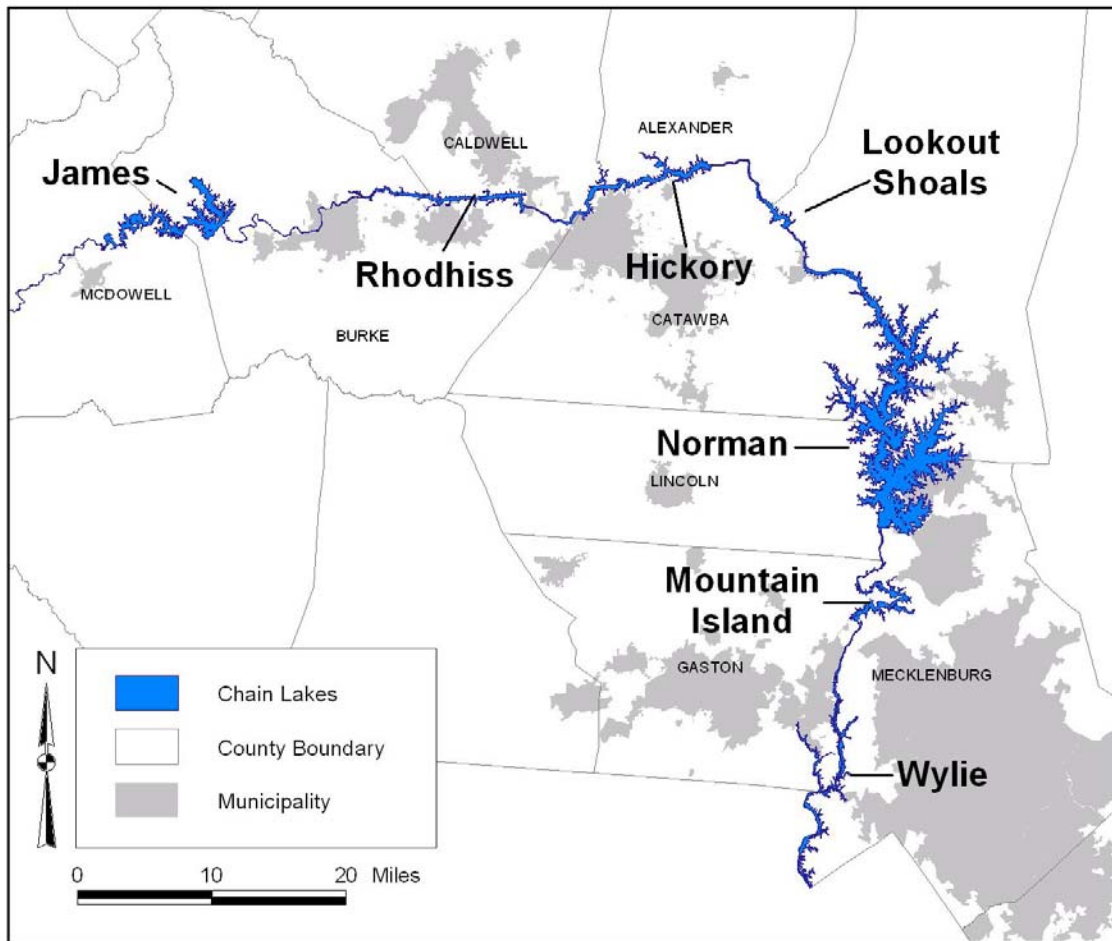 ALEXANDER
CALDWELL
Lookout
Shoals
James
Rhodhiss
Hickory
MCDOWELL
BURKE
CATAWBA
Norman
LINCOLN
Mountain
Island
GASTON
MECKLENBURG
Wylie
N
Chain Lakes
County Boundary
Municipality
0 10 20 Miles